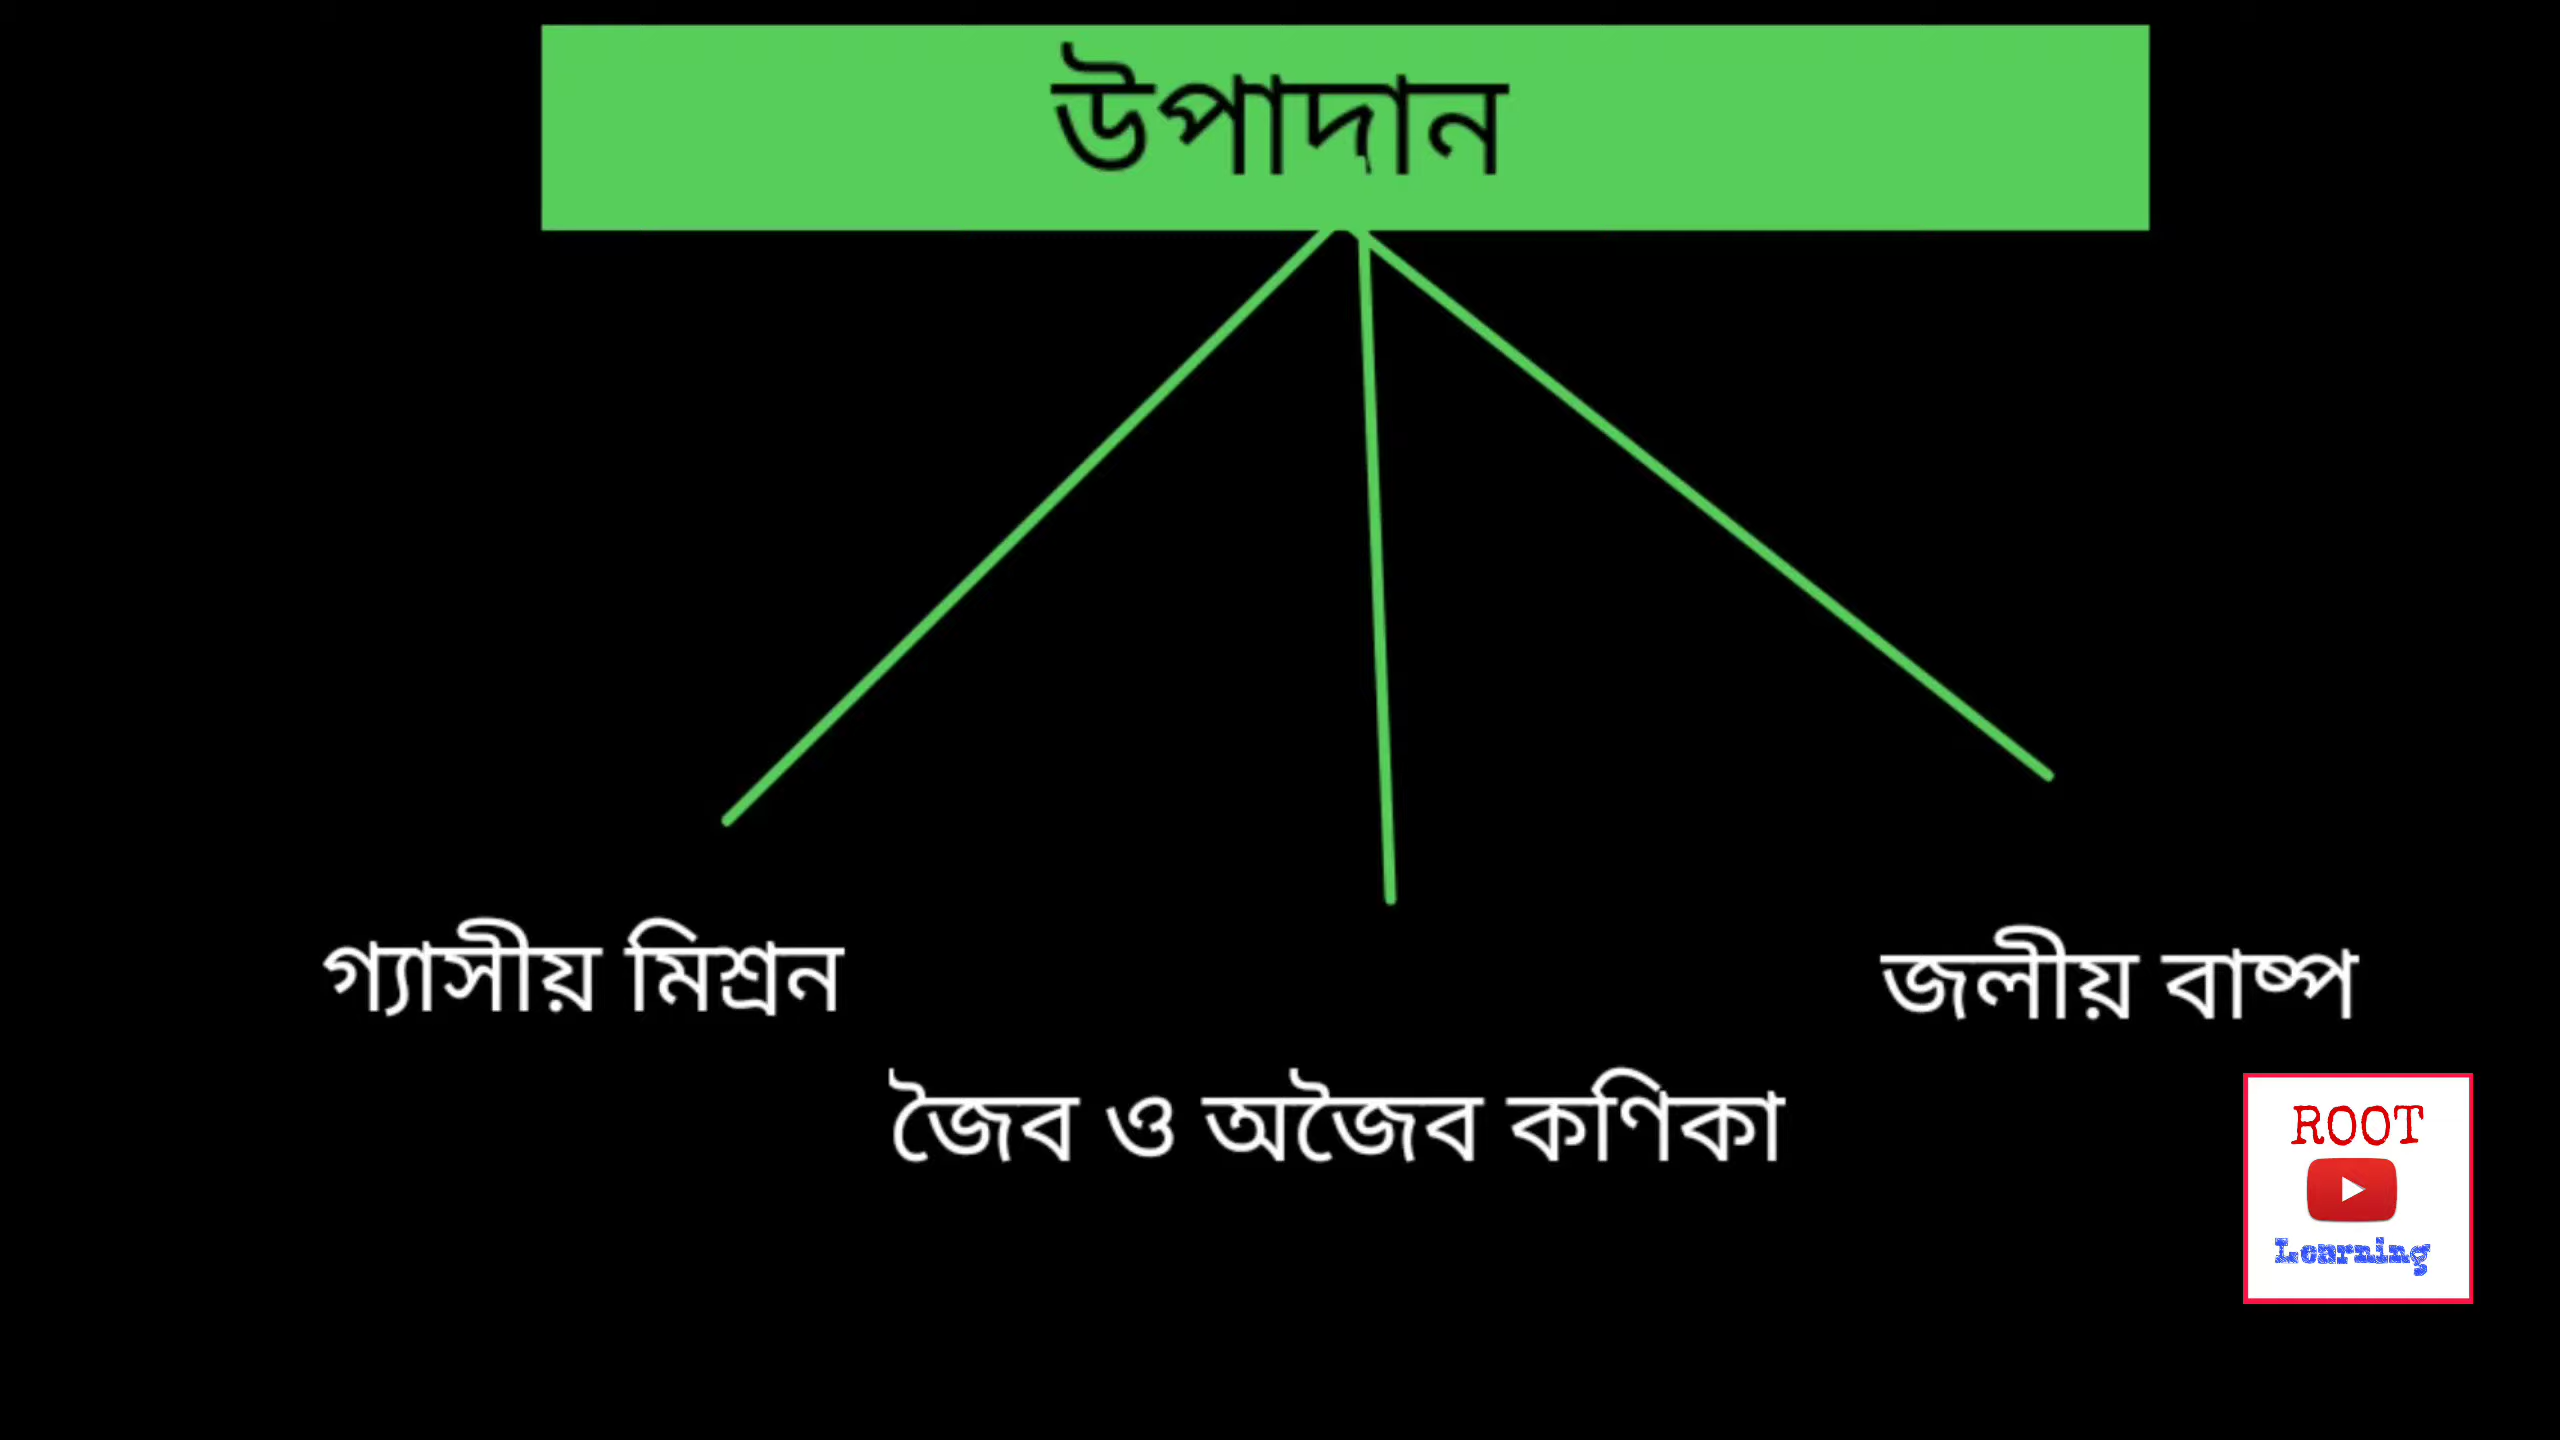 উপাদান
গ্যাসীয় মিশ্রন
জলীয় বাষ্প
জৈব ও অজৈব কণিকা
ROOT
Learning